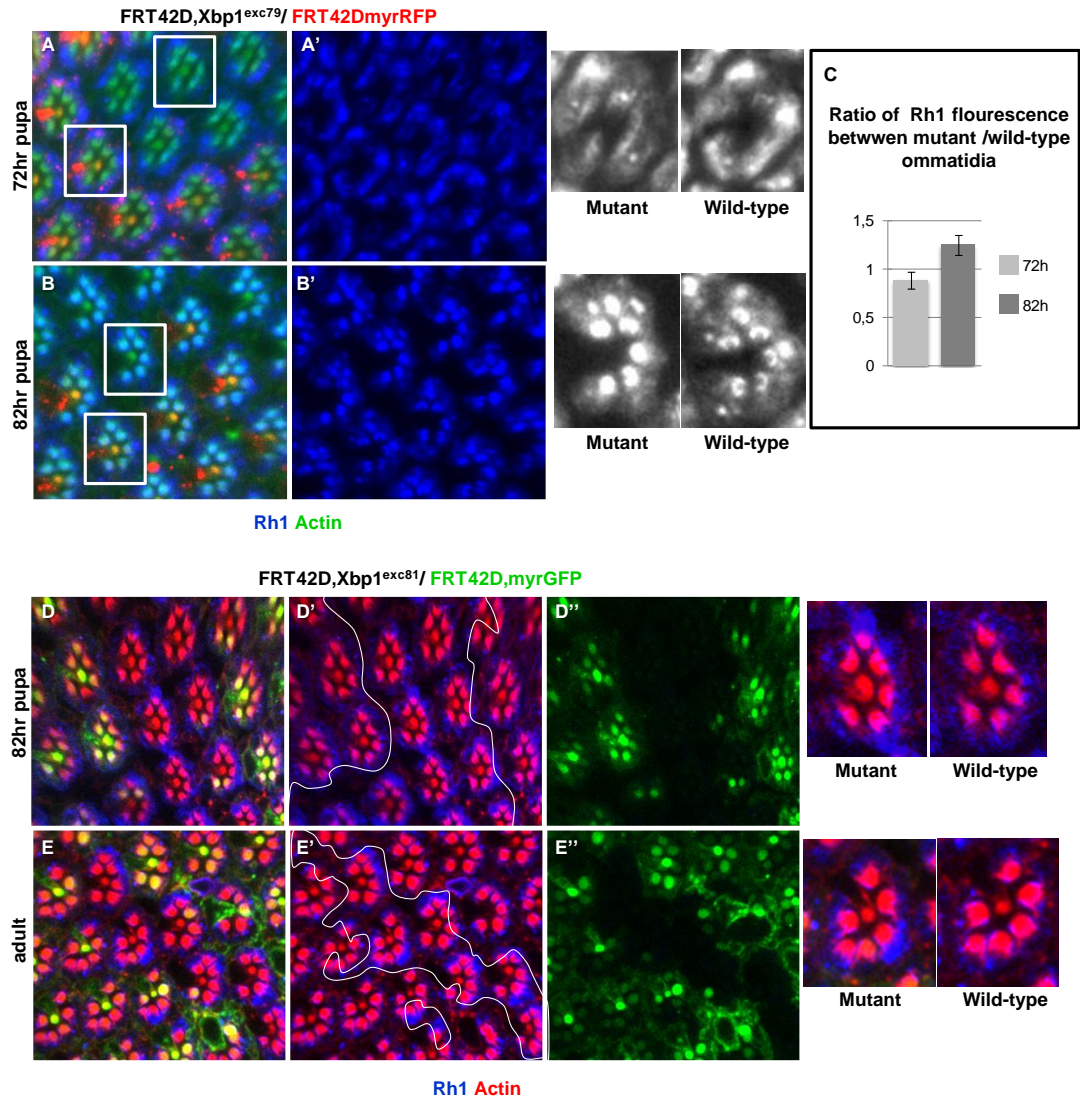 FRT42D,Xbp1exc79/ FRT42DmyrRFP
A
A’
72hr pupa
Mutant
Wild-type
B
B’
82hr pupa
Mutant
Wild-type
Rh1 Actin
C
Ratio of Rh1 flourescence
betwwen mutant /wild-type
ommatidia
1,5
1
0,5
0
72h
82h
FRT42D,Xbp1exc81/ FRT42D,myrGFP
D
D’
D’’
82hr pupa
Mutant
Wild-type
E
E’
E’’
adult
Mutant
Wild-type
Rh1 Actin